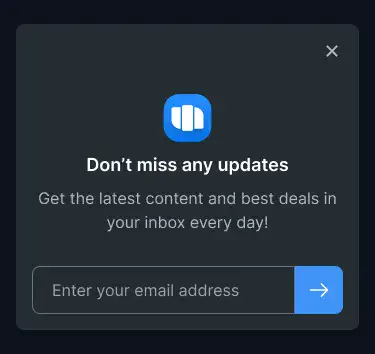 Don’t miss any updates
Get the latest content and best deals in
your inbox every day!
Enter your email address